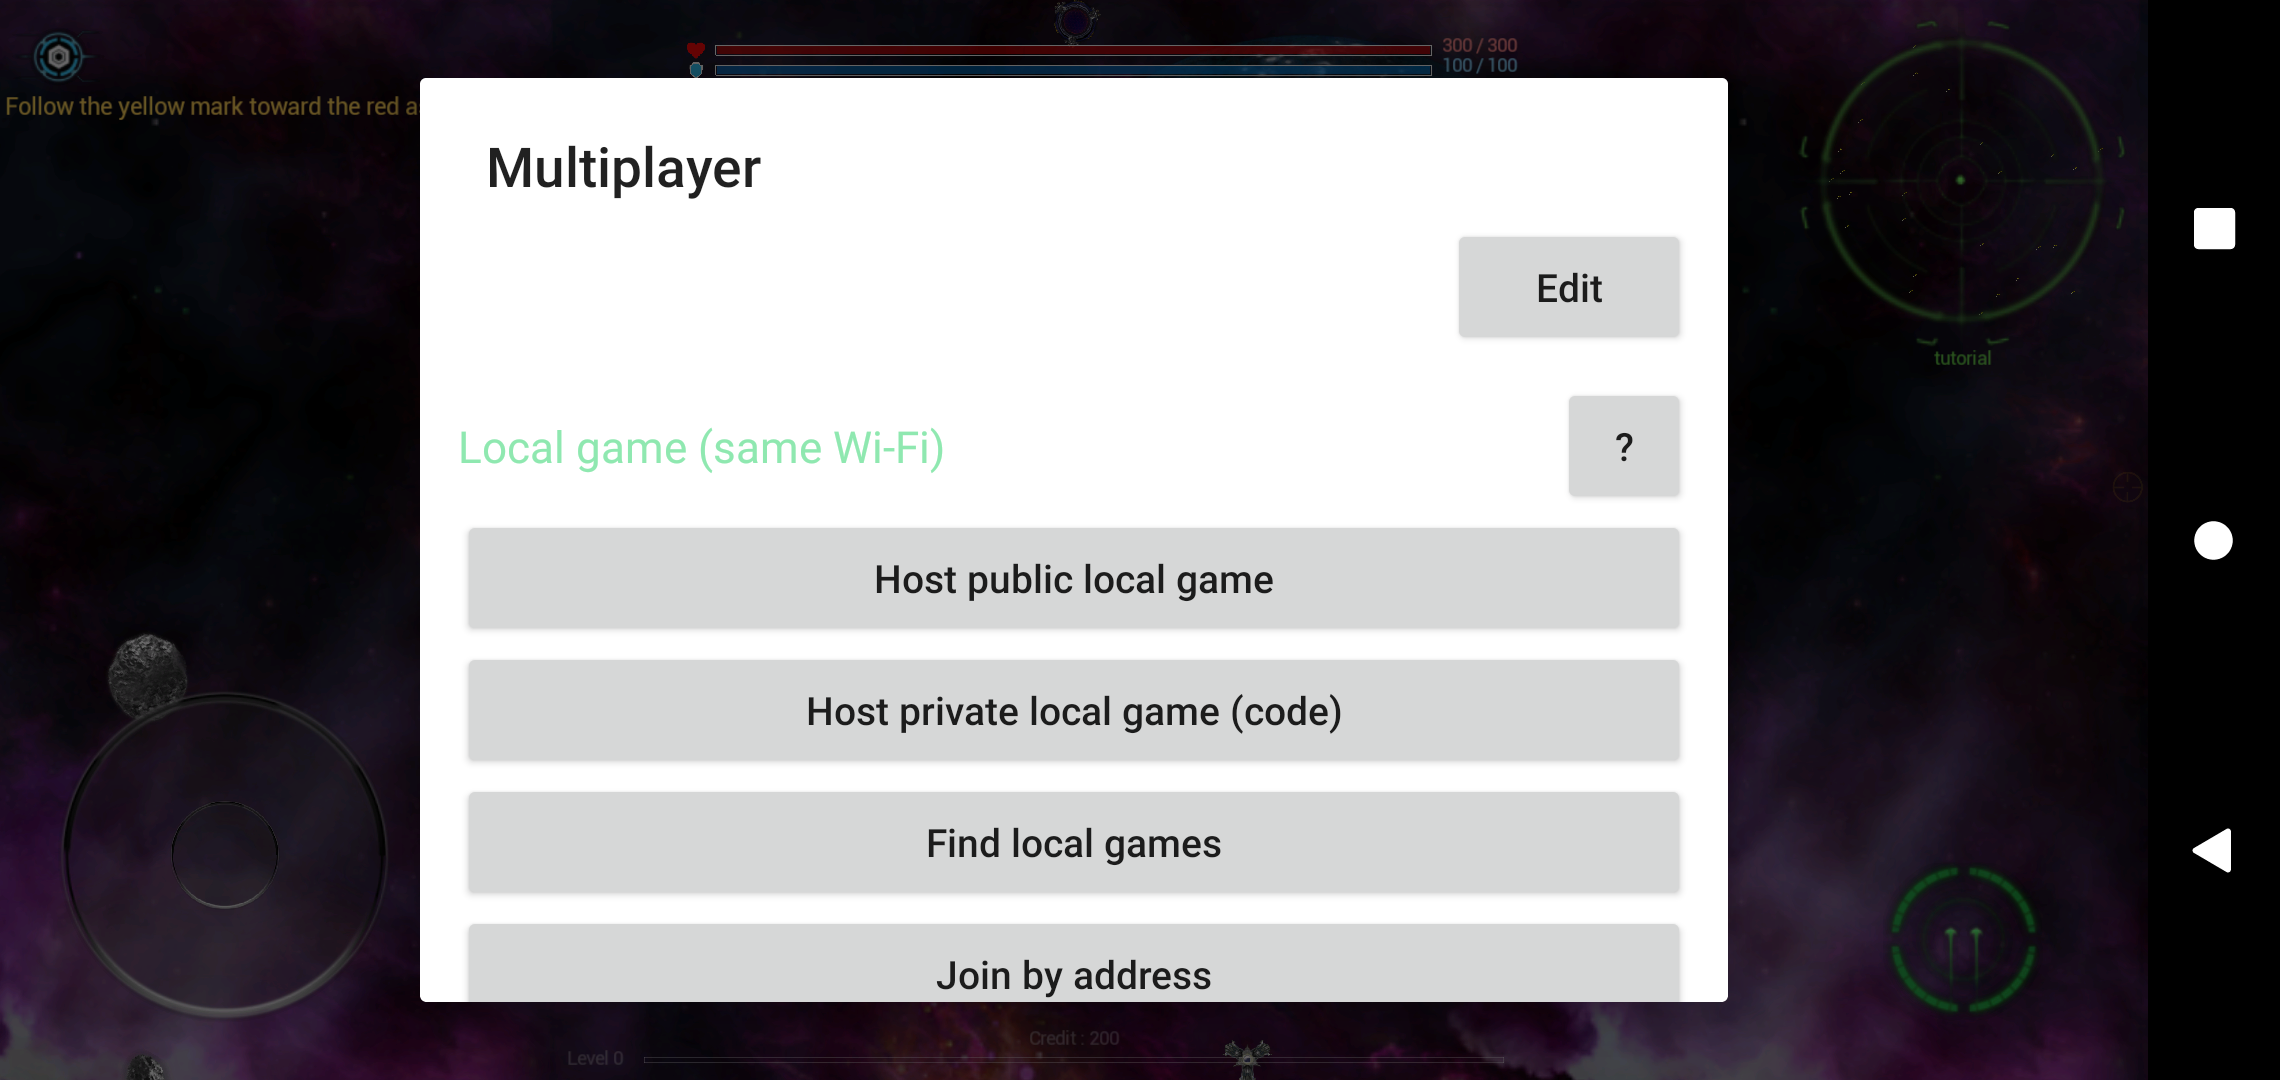 300 / 300
100 / 100
Follow the yellow mark toward the red a
Multiplayer
Edit
tutorial
Local game (same Wi-Fi)
?
Host public local game
Host private local game (code)
Find local games
Join by address
Credit : 200
Level 0